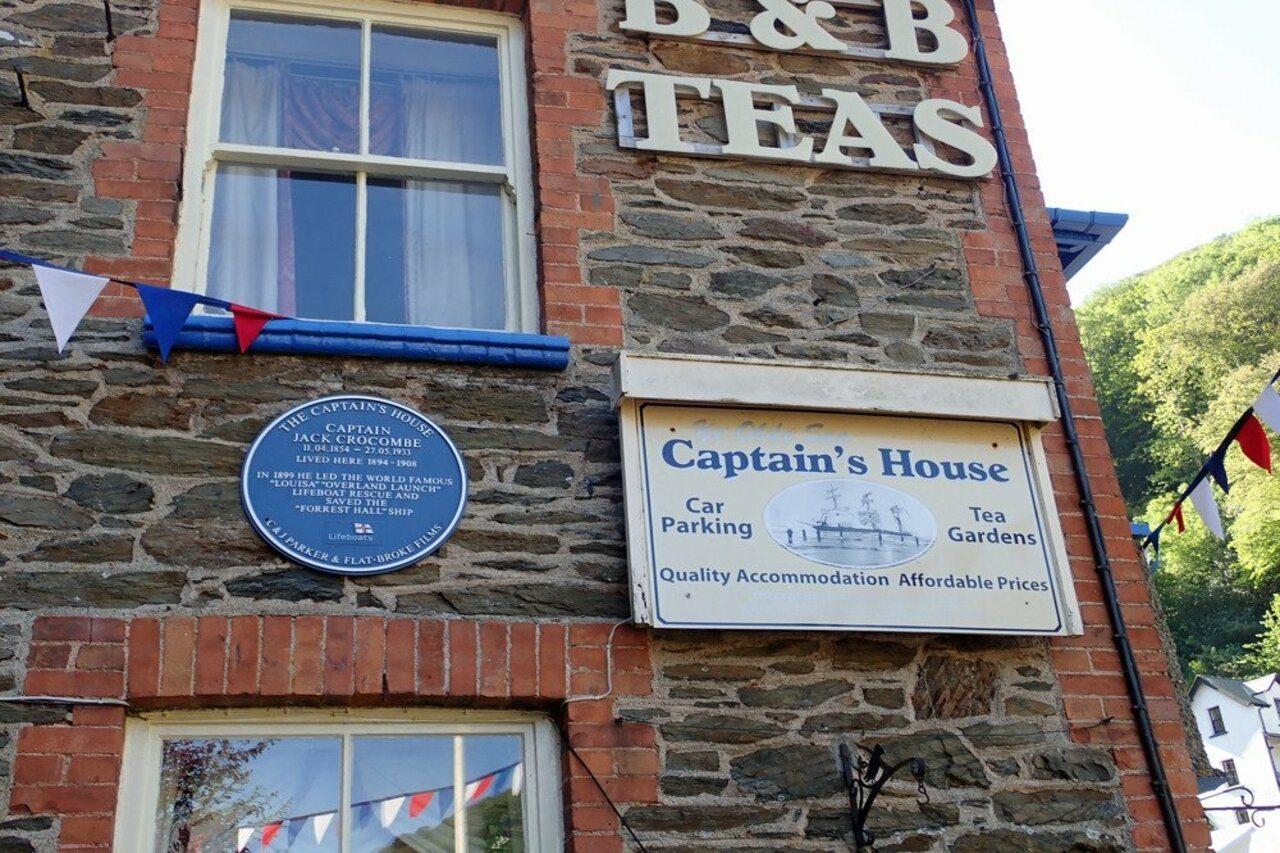 B & B
TEAS
THE CAPTAIN'S HOUSE
CAPTAIN
JACK CROCOMBE
11.04.1854 - 27.05.1933
LIVED HERE 1894-1908
IN 1899 HE LED THE WORLD FAMOUS
"LOUISA" "OVERLAND LAUNCH"
LIFEBOAT RESCUE AND
SAVED THE
"FORREST HALL" SHIP
Lifeboats
C & J PARKER & FLAT-BROKE FILMS
Captain's House
Car
Parking
Tea
Gardens
Quality Accommodation Affordable Prices